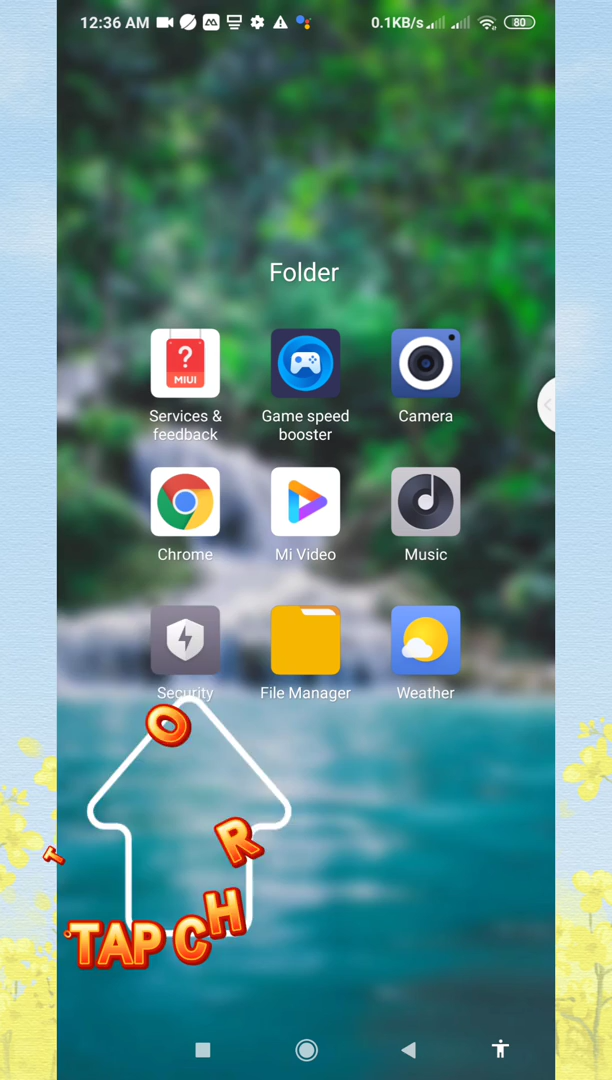 12:36 AM 0.1KB/s 80
Folder
MIUI
Services & feedback
Game speed booster
Camera
Chrome
Mi Video
Music
Security
File Manager
Weather
TAP CHRO
T